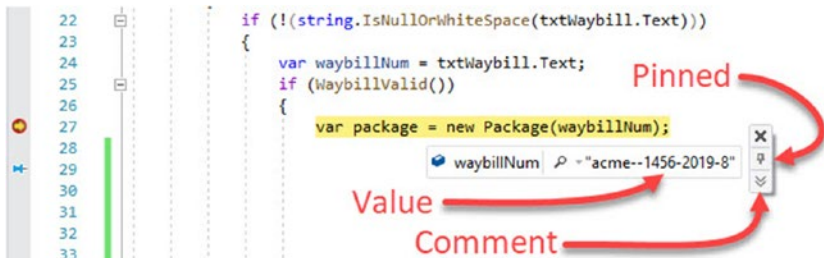 22 if (!(string.IsNullOrWhiteSpace(txtWaybill.Text)))
23 {
24 var waybillNum = txtWaybill.Text;
25 if (WaybillValid())
Pinned
26 {
27 var package = new Package(waybillNum);
28
29 waybillNum "acme--1456-2019-8"
30
31
Value
32
Comment
33